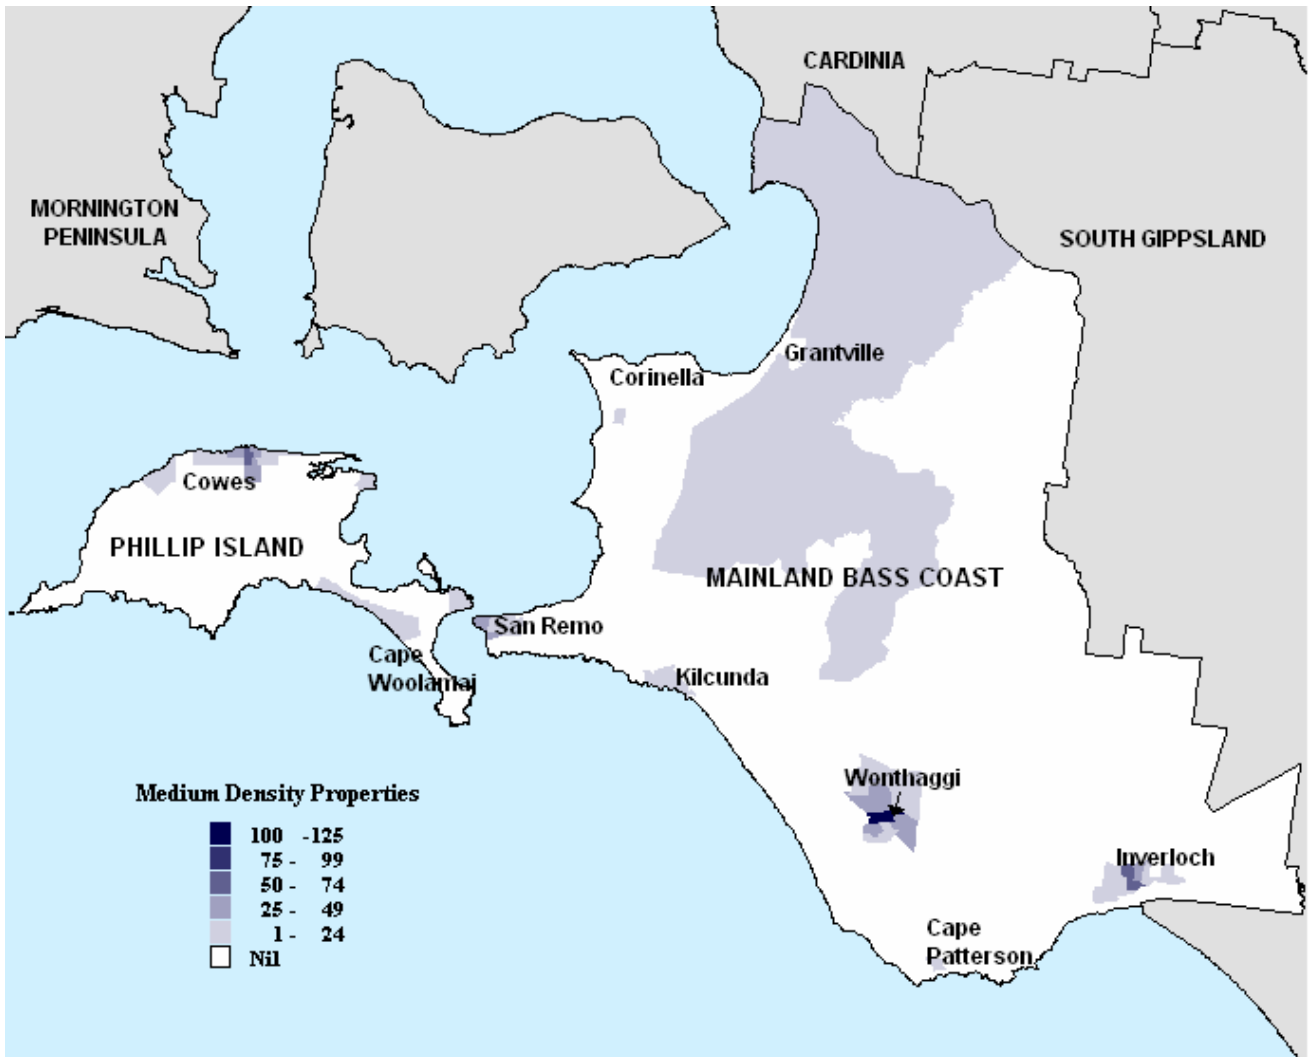 CARDINIA
MORNINGTON
PENINSULA
SOUTH GIPPSLAND
Grantville
Corinella
Cowes
PHILLIP ISLAND
MAINLAND BASS COAST
San Remo
Cape
Woolamai
Kilcunda
Wonthaggi
Medium Density Properties
100 -125
75 - 99
50 - 74
25 - 49
1 - 24
Nil
Inverloch
Cape
Patterson